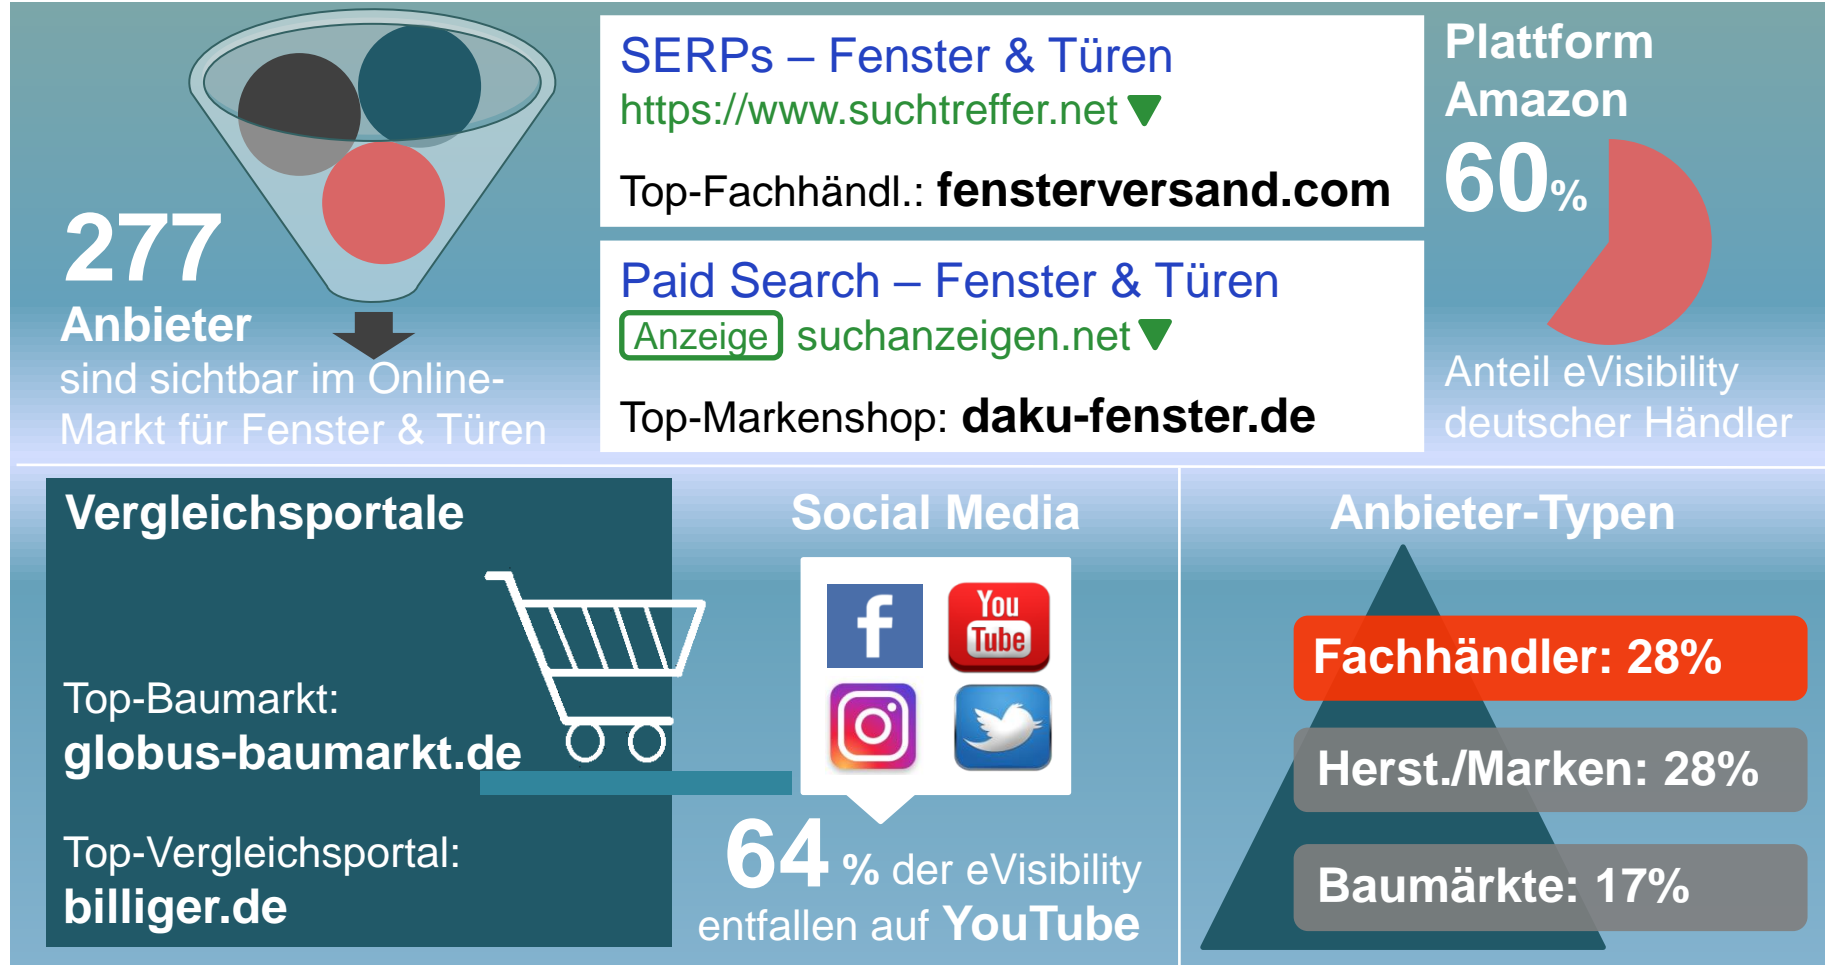 277
Anbieter
sind sichtbar im Online-
Markt für Fenster & Türen
SERPs – Fenster & Türen
https://www.suchtreffer.net
Top-Fachhändl.: fensterversand.com
Paid Search – Fenster & Türen
Anzeige suchanzeigen.net
Top-Markenshop: daku-fenster.de
Plattform
Amazon
60%
Anteil eVisibility
deutscher Händler
Vergleichsportale
Top-Baumarkt:
globus-baumarkt.de
Top-Vergleichsportal:
billiger.de
Social Media
f
You
Tube
64 % der eVisibility
entfallen auf YouTube
Anbieter-Typen
Fachhändler: 28%
Herst./Marken: 28%
Baumärkte: 17%